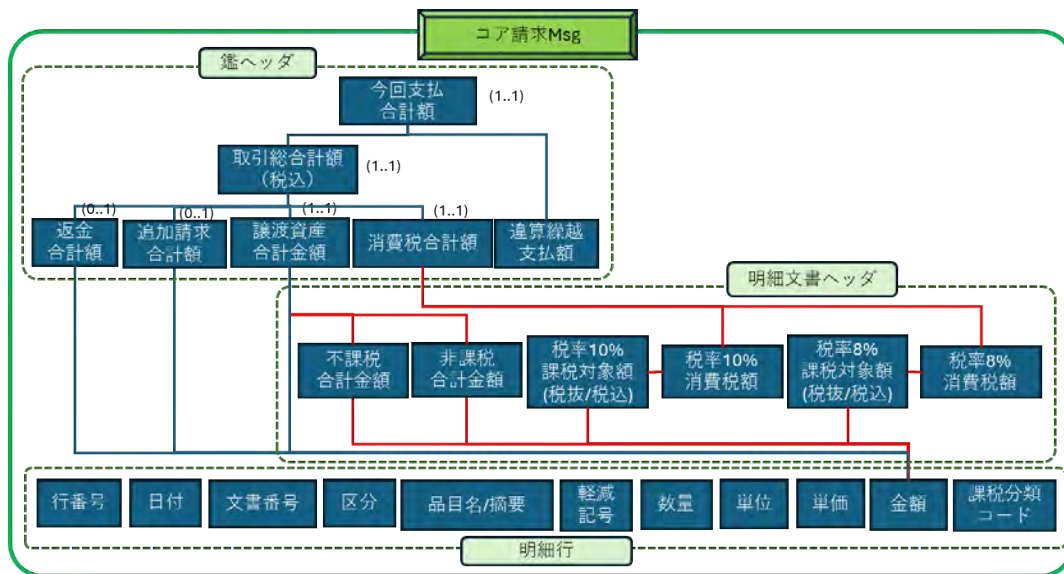 コア請求Msg
鑑ヘッダ
今回支払
合計額
(1..1)
取引総合計額
(税込)
(1..1)
(0..1)
(0..1)
(1..1)
(1..1)
返金
合計額
追加請求
合計額
譲渡資産
合計金額
消費税合計額
違算繰越
支払額
明細文書ヘッダ
不課税
合計金額
非課税
合計金額
税率10%
課税対象額
(税抜/税込)
税率10%
消費税額
税率8%
課税対象額
(税抜/税込)
税率8%
消費税額
行番号
日付
文書番号
区分
品目名/摘要
軽減
記号
数量
単位
単価
金額
課税分類
コード
明細行